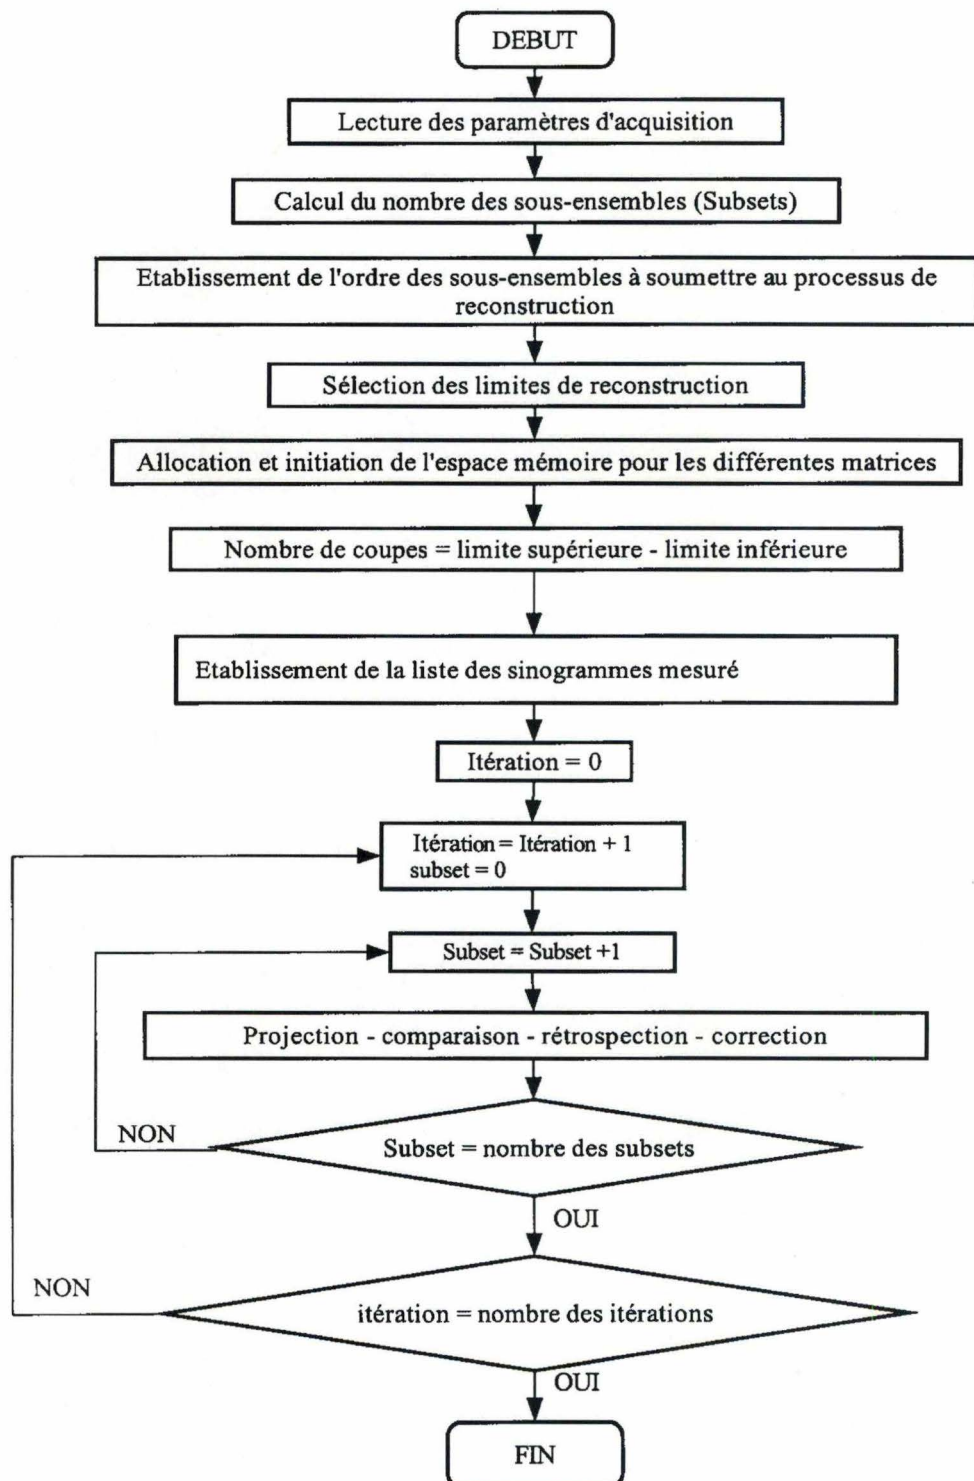 DEBUT
Lecture des paramètres d'acquisition
Calcul du nombre des sous-ensembles (Subsets)
Etablissement de l'ordre des sous-ensembles à soumettre au processus de
reconstruction
Sélection des limites de reconstruction
Allocation et initiation de l'espace mémoire pour les différentes matrices
Nombre de coupes = limite supérieure - limite inférieure
Etablissement de la liste des sinogrammes mesuré
Itération = 0
Itération = Itération + 1
subset = 0
Subset = Subset +1
Projection - comparaison - rétrospection - correction
NON
Subset = nombre des subsets
OUI
NON
itération = nombre des itérations
OUI
FIN